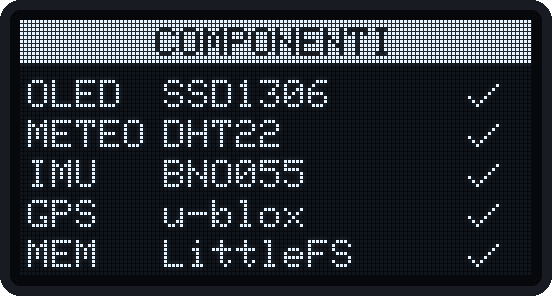 COMPONENTI
OLED SSD1306 ✓
METEO DHT22 ✓
IMU BNO055 ✓
GPS u-blox ✓
MEM LittleFS ✓